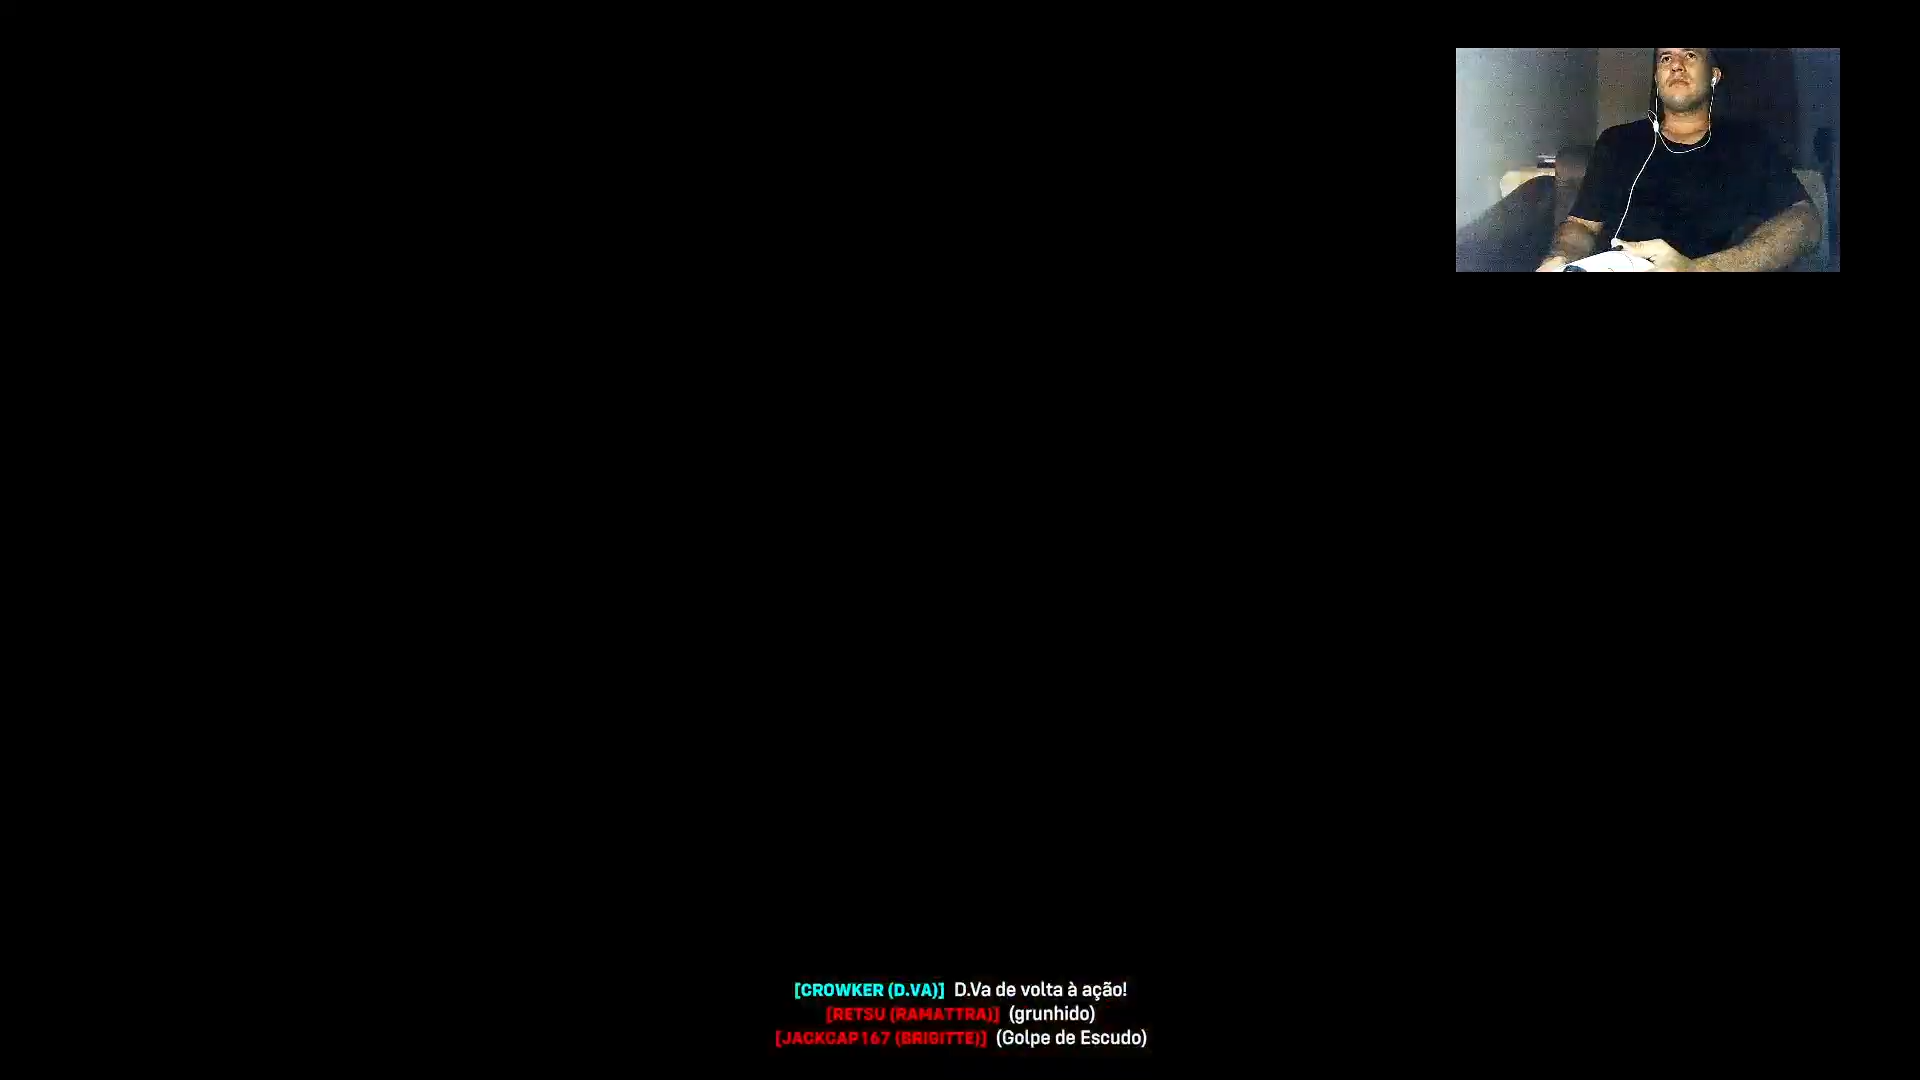 [CROWKER (D.VA)] D.Va de volta à ação!
[RETSU (RAMATTRA)] (grunhido)
[JACKCAP167 (BRIGITTE)] (Golpe de Escudo)